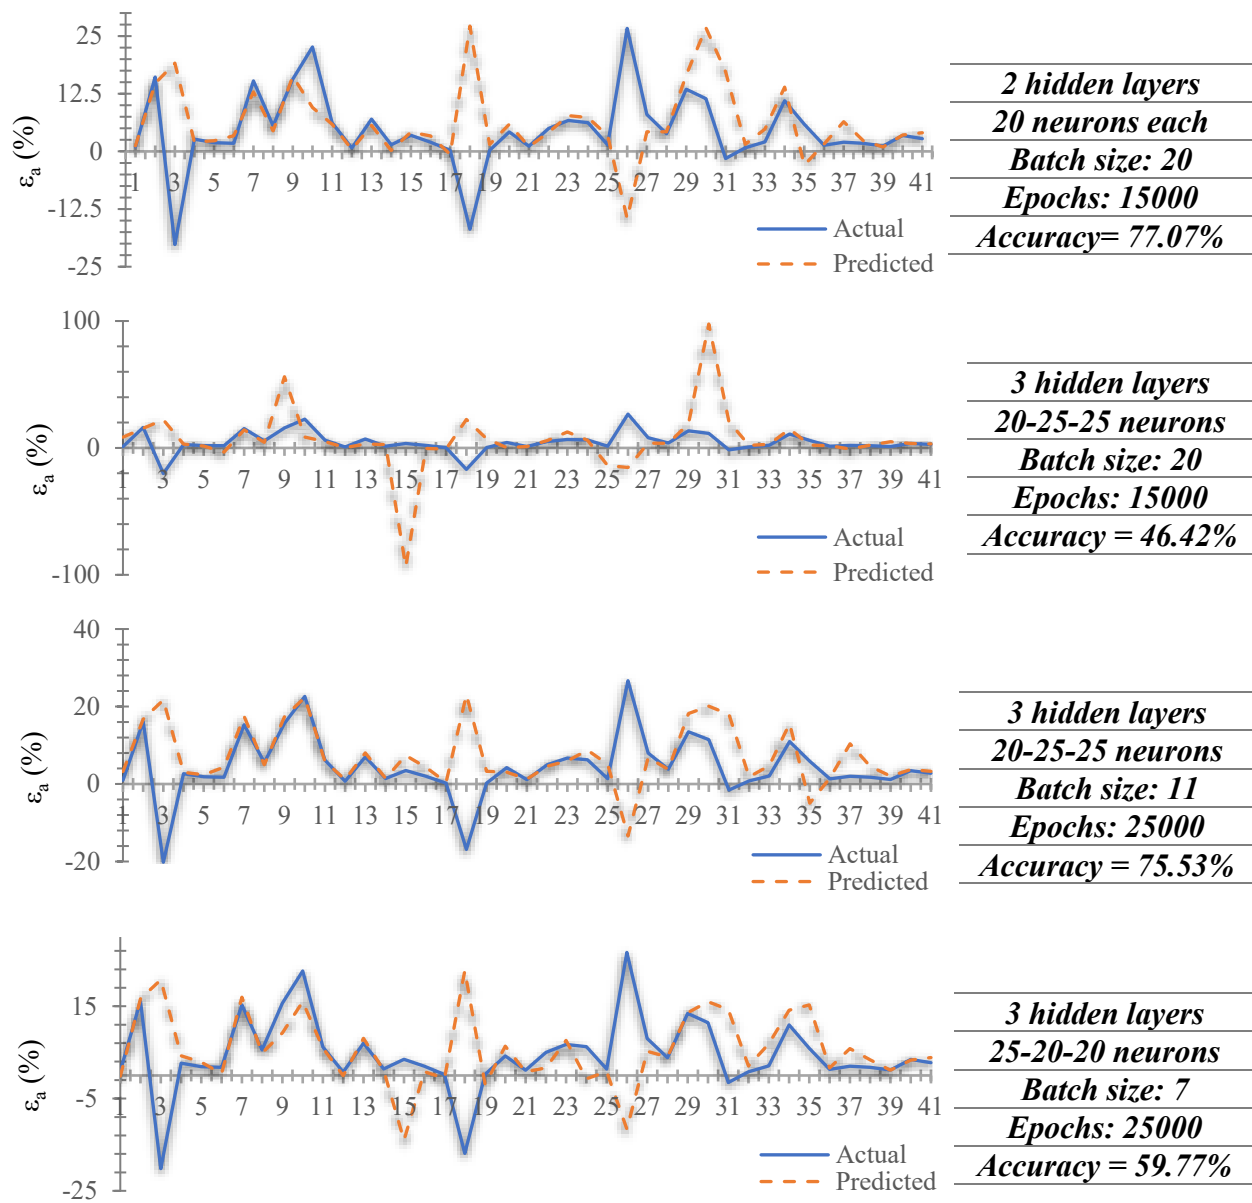 25
12.5
0
-12.5
-25
εa (%)
1 3 5 7 9 11 13 15 17 19 21 23 25 27 29 31 33 35 37 39 41
Actual
Predicted
2 hidden layers
20 neurons each
Batch size: 20
Epochs: 15000
Accuracy= 77.07%
100
0
-100
εa (%)
3 5 7 9 11 13 15 17 19 21 23 25 27 29 31 33 35 37 39 41
Actual
Predicted
3 hidden layers
20-25-25 neurons
Batch size: 20
Epochs: 15000
Accuracy = 46.42%
40
20
0
-20
εa (%)
3 5 7 9 11 13 15 17 19 21 23 25 27 29 31 33 35 37 39 41
Actual
Predicted
3 hidden layers
20-25-25 neurons
Batch size: 11
Epochs: 25000
Accuracy = 75.53%
15
-5
-25
εa (%)
3 5 7 9 11 13 15 17 19 21 23 25 27 29 31 33 35 37 39 41
Actual
Predicted
3 hidden layers
25-20-20 neurons
Batch size: 7
Epochs: 25000
Accuracy = 59.77%